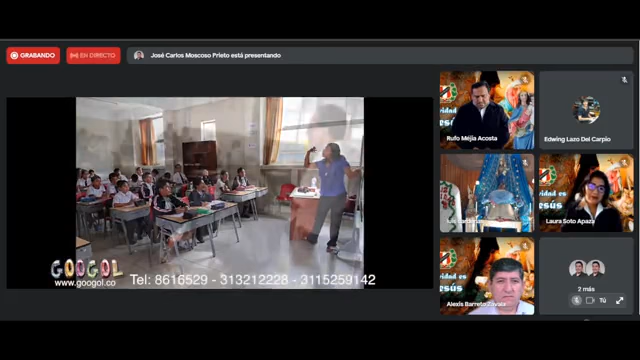 GRABANDO
EN DIRECTO
José Carlos Moscoso Prieto está presentando
Rufo Mejia Acosta
Edwing Lazo Del Carpio
Laura Soto Apaza
Alexis Barreto Zavala
2 más
Tú
GOOGOL
www.googol.co
Tel: 8616529 - 313212228 - 3115259142